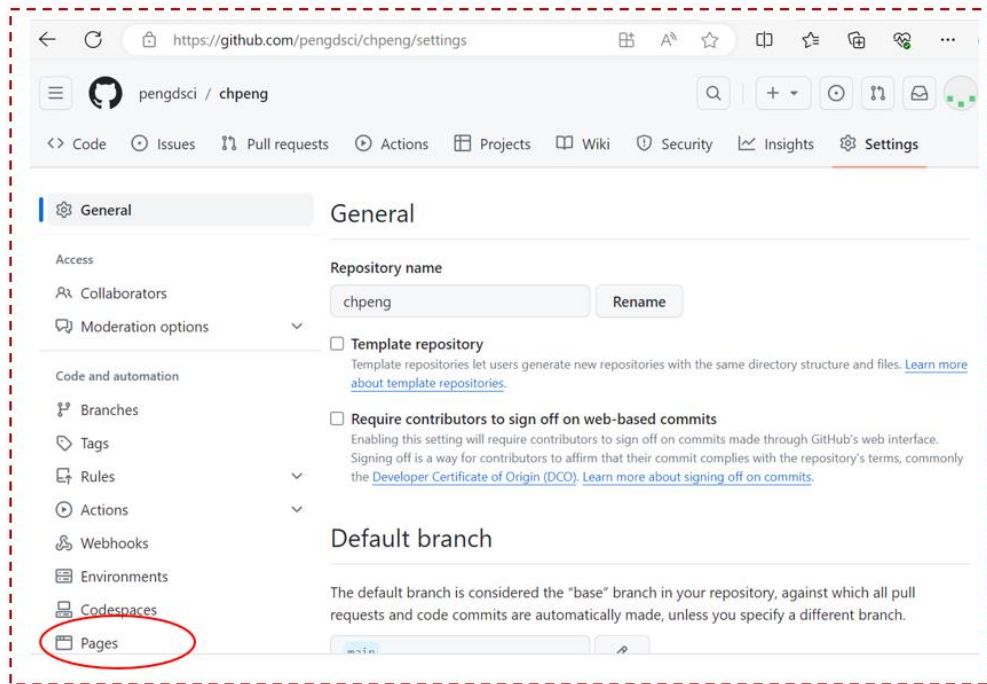 https://github.com/pengdsci/chpeng/settings
pengdsci / chpeng
Code Issues Pull requests Actions Projects Wiki Security Insights Settings
General
Access
Collaborators
Moderation options
Code and automation
Branches
Tags
Rules
Actions
Webhooks
Environments
Codespaces
Pages
General
Repository name
chpeng Rename
Template repository
Template repositories let users generate new repositories with the same directory structure and files. Learn more
about template repositories.
Require contributors to sign off on web-based commits
Enabling this setting will require contributors to sign off on commits made through GitHub's web interface.
Signing off is a way for contributors to affirm that their commit complies with the repository's terms, commonly
the Developer Certificate of Origin (DCO). Learn more about signing off on commits.
Default branch
The default branch is considered the "base" branch in your repository, against which all pull
requests and code commits are automatically made, unless you specify a different branch.
main